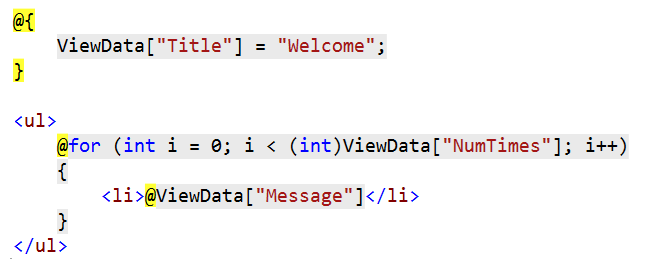 @{
    ViewData["Title"] = "Welcome";
}

<ul>
    @for (int i = 0; i < (int)ViewData["NumTimes"]; i++)
    {
        <li>@ViewData["Message"]</li>
    }
</ul>